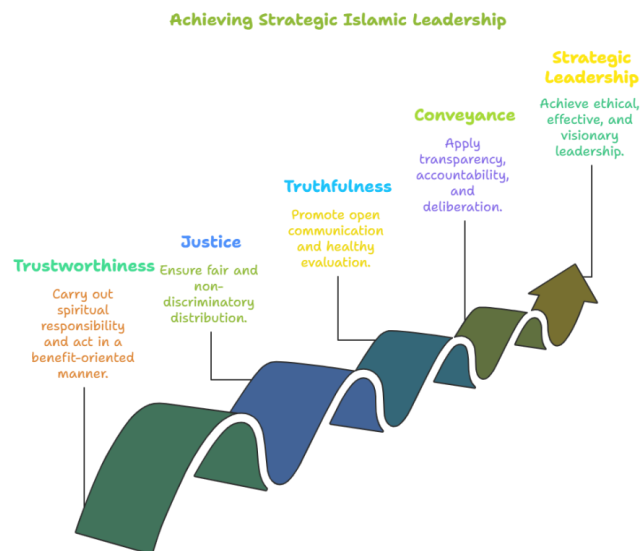 Achieving Strategic Islamic Leadership
Trustworthiness
Carry out
spiritual
responsibility
and act in a
benefit-oriented
manner.
Justice
Ensure fair and
non-
discriminatory
distribution.
Truthfulness
Promote open
communication
and healthy
evaluation.
Conveyance
Apply
transparency,
accountability,
and
deliberation.
Strategic
Leadership
Achieve ethical,
effective, and
visionary
leadership.